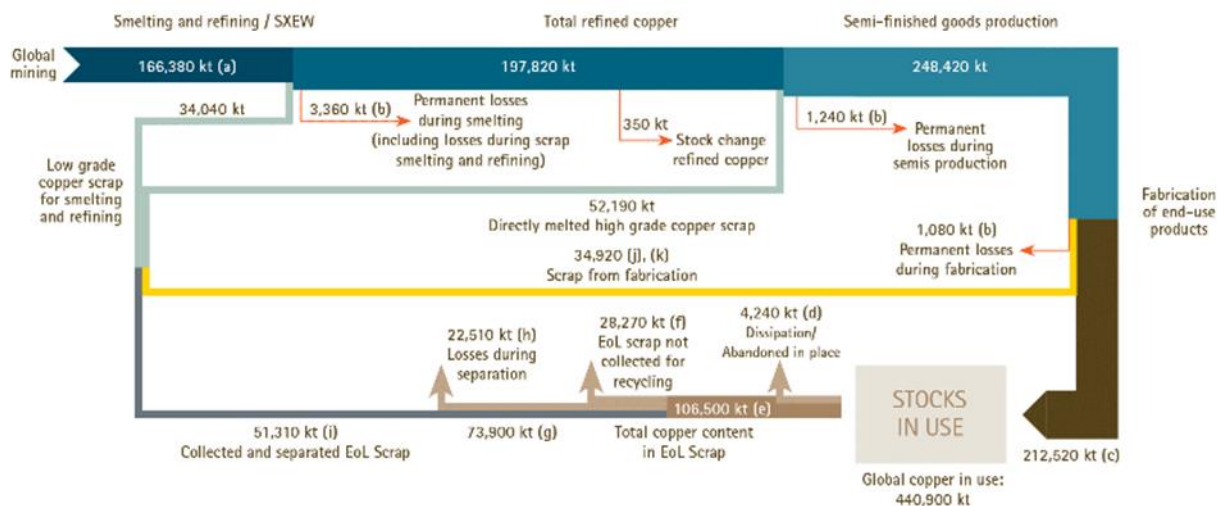 Smelting and refining / SXEW
Total refined copper
Semi-finished goods production
Global
mining
166,380 kt (a)
197,820 kt
248,420 kt
34,040 kt
3,360 kt (b)
Permanent losses
during smelting
(including losses during scrap
smelting and refining)
350 kt
Stock change
refined copper
1,240 kt (b)
Permanent
losses during
semis production
Low grade
copper scrap
for smelting
and refining
52,190 kt
Directly melted high grade copper scrap
Fabrication
of end-use
products
1,080 kt (b)
Permanent losses
during fabrication
34,920 (j), (k)
Scrap from fabrication
22,510 kt (h)
Losses during
separation
28,270 kt (f)
EoL scrap not
collected for
recycling
4,240 kt (d)
Dissipation/
Abandoned in place
106,500 kt (e)
STOCKS
IN USE
51,310 kt (i)
Collected and separated EoL Scrap
73,900 kt (g)
Total copper content
in EoL Scrap
212,520 kt (c)
Global copper in use:
440,900 kt